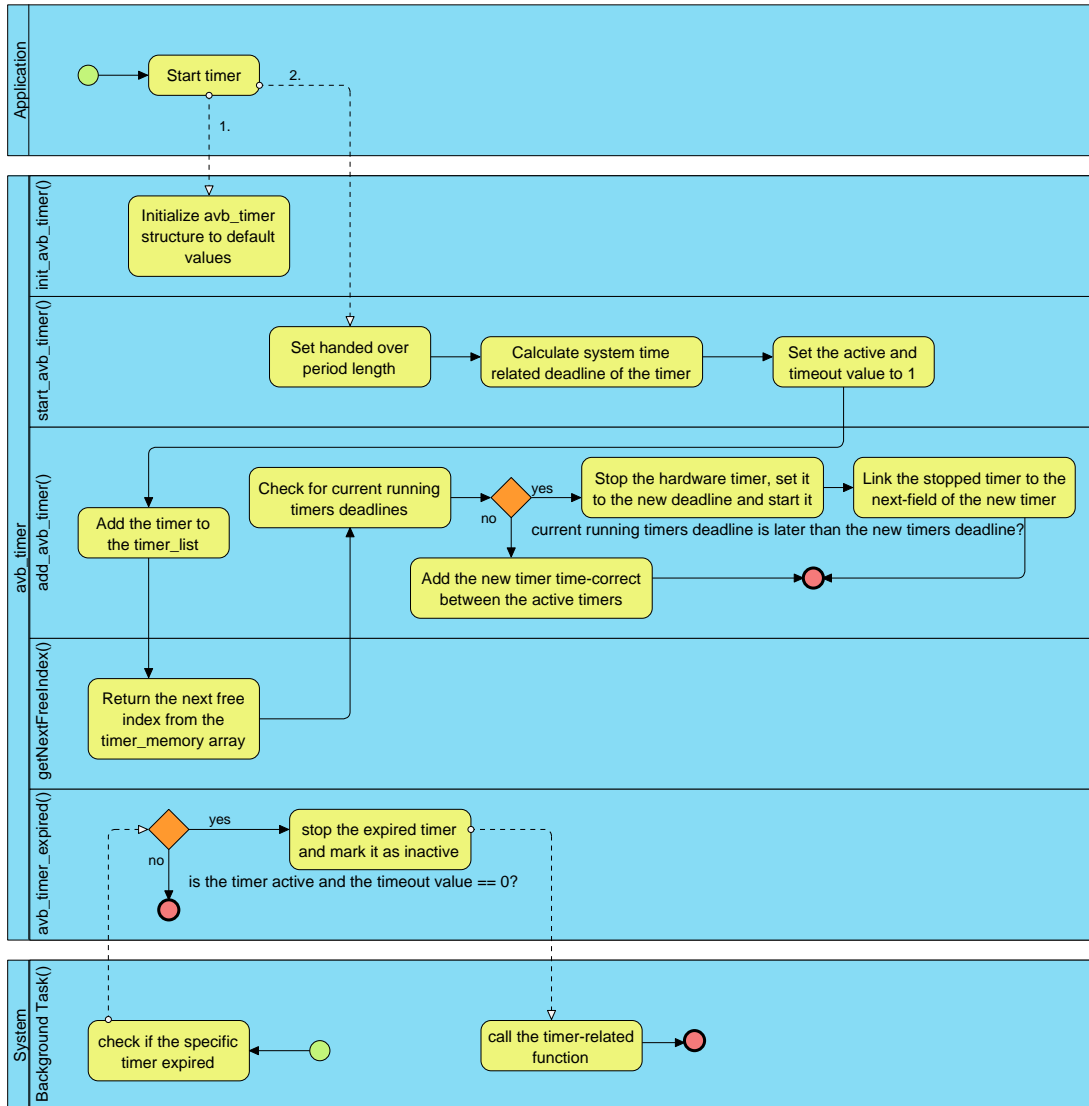 Application
Start timer
1.
2.
avb_timer
init_avb_timer()
Initialize avb_timer
structure to default
values
start_avb_timer()
Set handed over
period length
Calculate system time
related deadline of the timer
Set the active and
timeout value to 1
add_avb_timer()
Add the timer to
the timer_list
Check for current running
timers deadlines
yes
no
Stop the hardware timer, set it
to the new deadline and start it
Link the stopped timer to the
next-field of the new timer
current running timers deadline is later than the new timers deadline?
Add the new timer time-correct
between the active timers
getNextFreeIndex()
Return the next free
index from the
timer_memory array
avb_timer_expired()
yes
no
stop the expired timer
and mark it as inactive
is the timer active and the timeout value == 0?
System
Background Task()
check if the specific
timer expired
call the timer-related
function